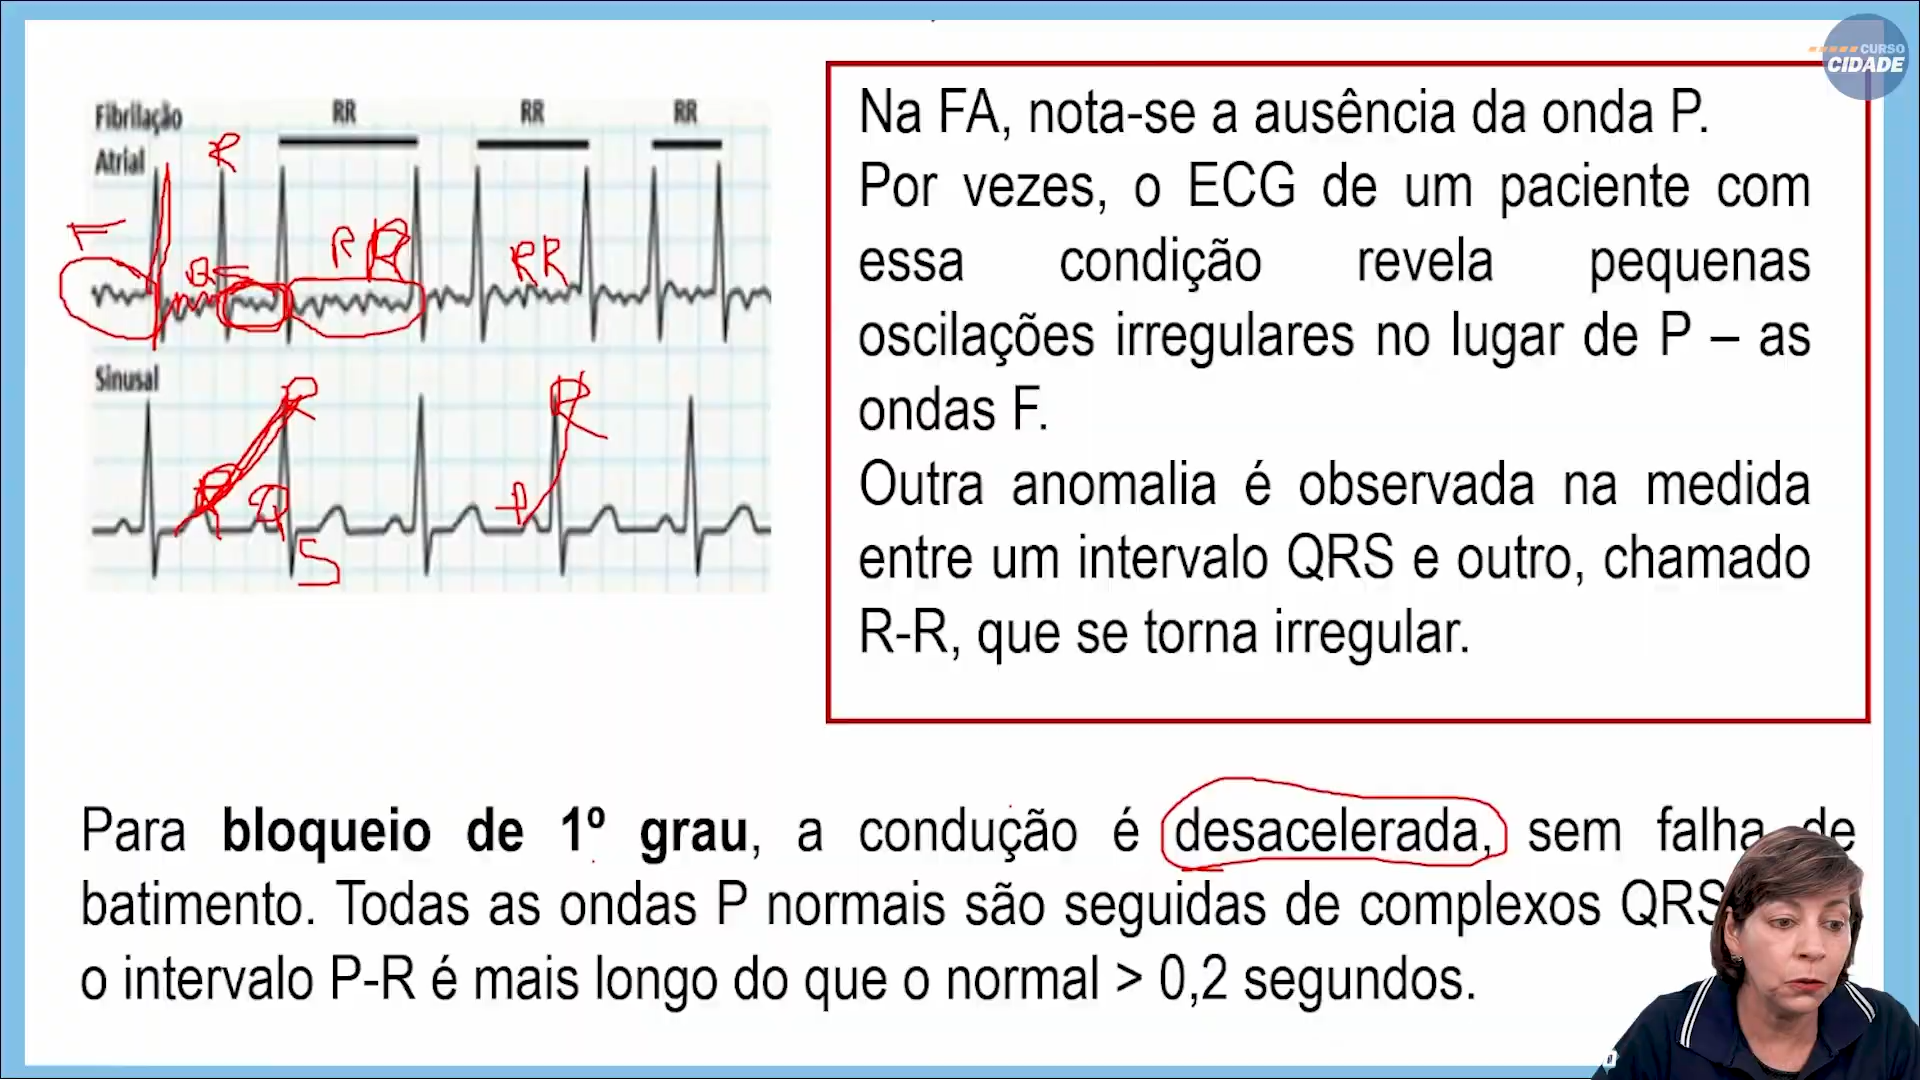 CURSO
CIDADE
Fibrilação
Atrial
RR
RR
RR
R
F
Q
S
R R
RR
Sinusal
R
P
Q
S
R
P
Na FA, nota-se a ausência da onda P.
Por vezes, o ECG de um paciente com
essa condição revela pequenas
oscilações irregulares no lugar de P – as
ondas F.
Outra anomalia é observada na medida
entre um intervalo QRS e outro, chamado
R-R, que se torna irregular.
Para bloqueio de 1º grau, a condução é desacelerada, sem falha de
batimento. Todas as ondas P normais são seguidas de complexos QRS
o intervalo P-R é mais longo do que o normal > 0,2 segundos.